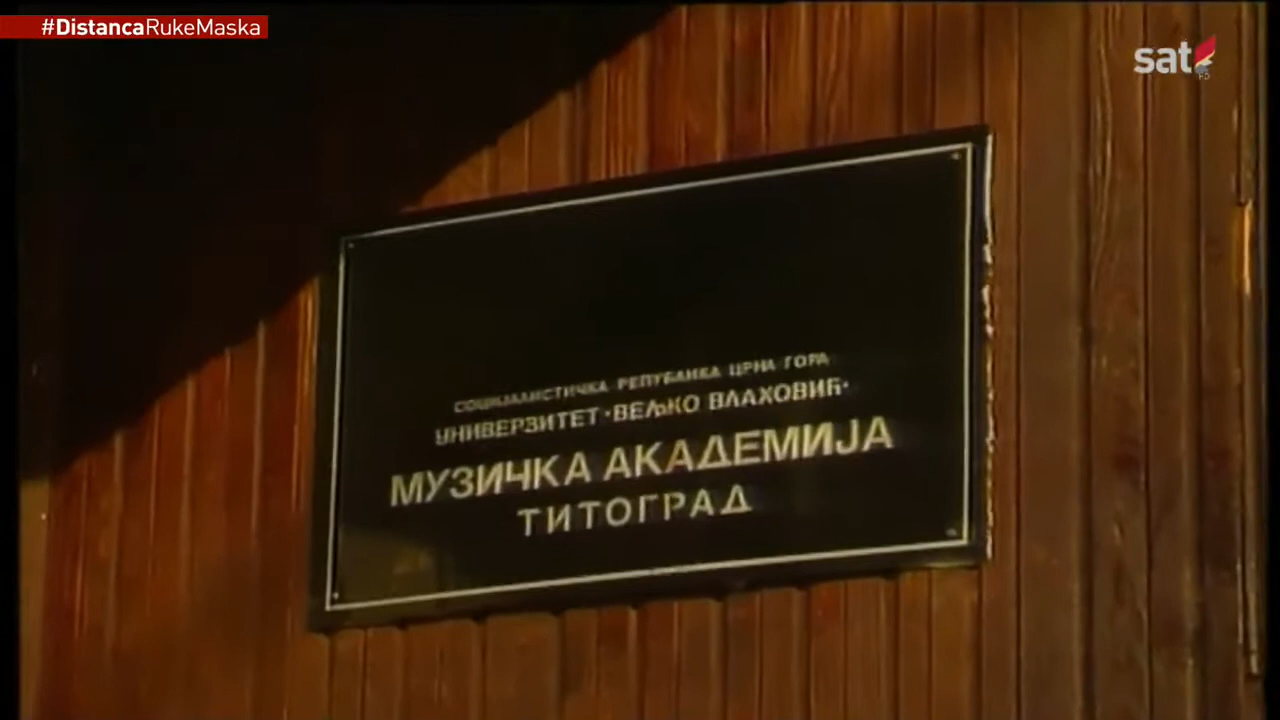 #DistancaRukeMaska
sat
СОЦИЈАЛИСТИЧКА РЕПУБЛИКА ЦРНА ГОРА
УНИВЕРЗИТЕТ "ВЕЉКО ВЛАХОВИЋ"
МУЗИЧКА АКАДЕМИЈА
ТИТОГРАД